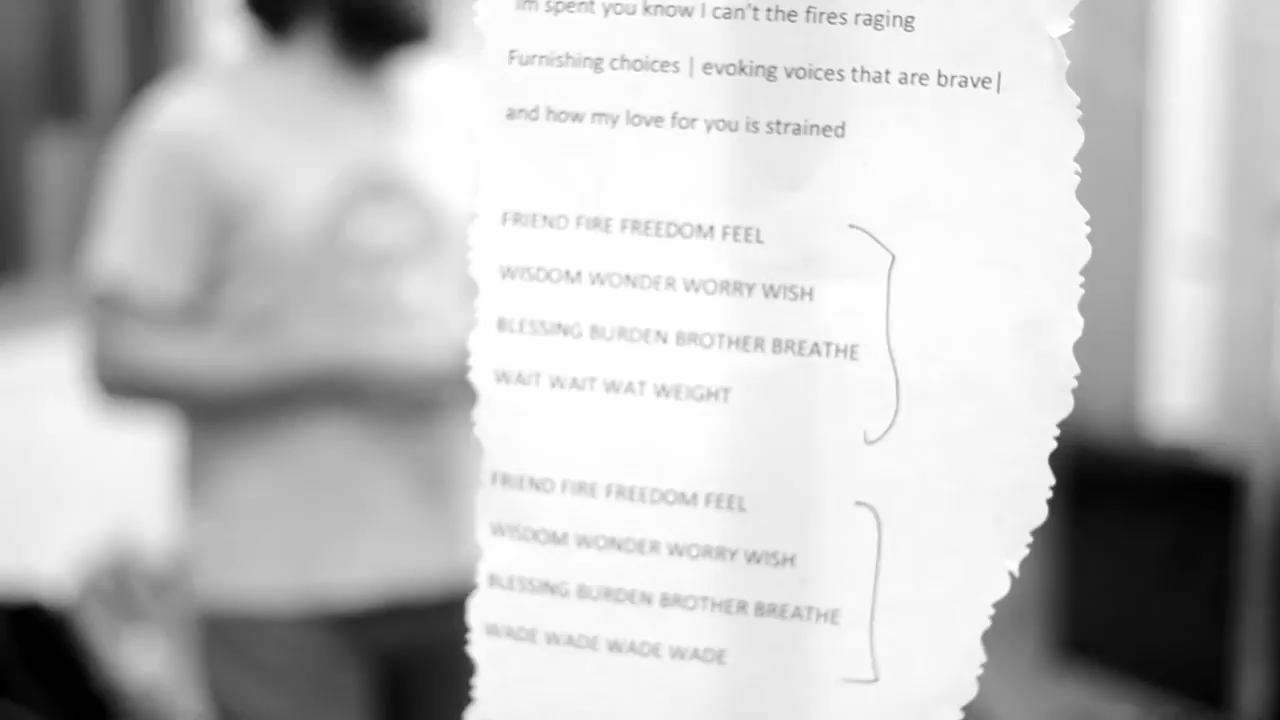 Im spent you know I can't the fires raging
Furnishing choices | evoking voices that are brave|
and how my love for you is strained
FRIEND FIRE FREEDOM FEEL
WISDOM WONDER WORRY WISH
BLESSING BURDEN BROTHER BREATHE
WAIT WAIT WAT WEIGHT
FRIEND FIRE FREEDOM FEEL
WISDOM WONDER WORRY WISH
BLESSING BURDEN BROTHER BREATHE
WADE WADE WADE WADE